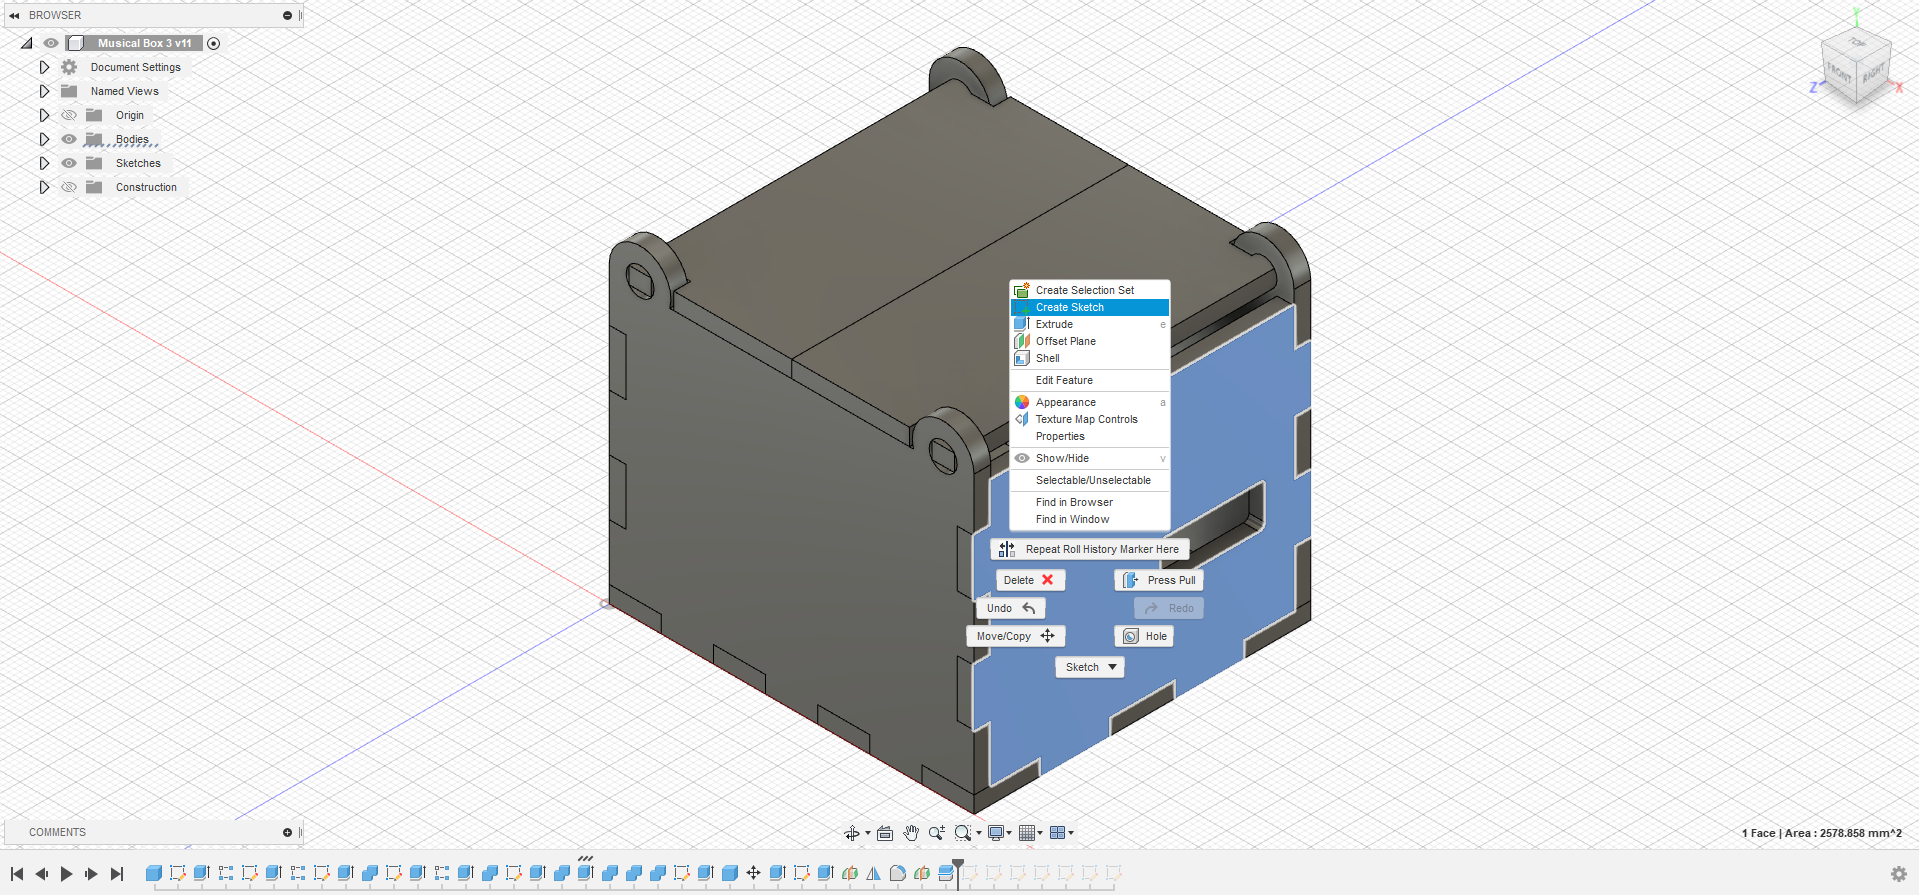 BROWSER
Musical Box 3 v11
Document Settings
Named Views
Origin
Bodies
Sketches
Construction
Y
TOP
FRONT
RIGHT
Z
X
Create Selection Set
Create Sketch
Extrude e
Offset Plane
Shell
Edit Feature
Appearance a
Texture Map Controls
Properties
Show/Hide v
Selectable/Unselectable
Find in Browser
Find in Window
Repeat Roll History Marker Here
Delete
Press Pull
Undo
Redo
Move/Copy
Hole
Sketch
COMMENTS
1 Face | Area : 2578.858 mm^2